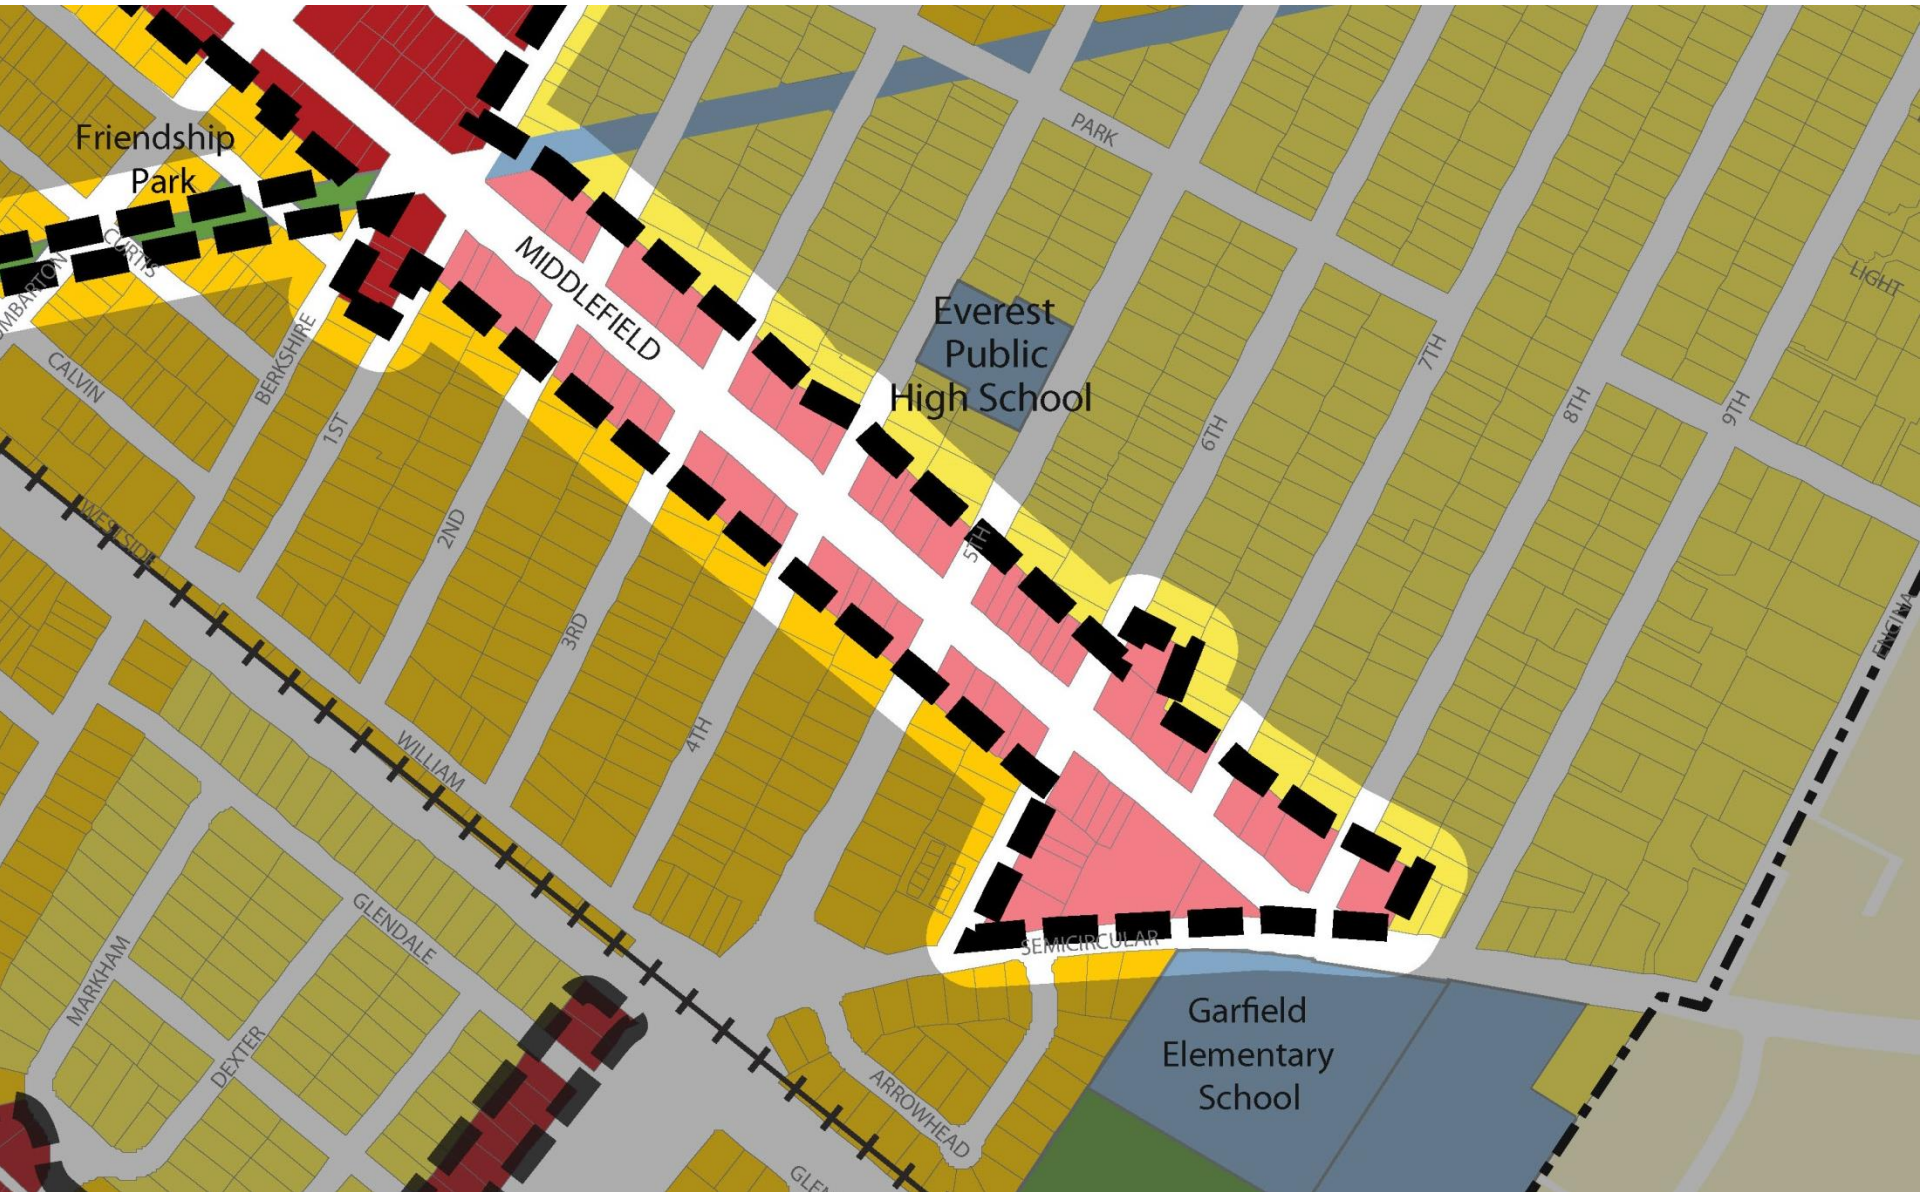 Friendship
Park
PARK
LIGHT
CURTIS
MIDDLEFIELD
Everest
Public
High School
CALVIN
BERKSHIRE
1ST
7TH
8TH
9TH
6TH
WESTSIDE
2ND
5TH
3RD
ENCINA
4TH
WILLIAM
GLENDALE
SEMICIRCULAR
MARKHAM
DEXTER
Garfield
Elementary
School
ARROWHEAD